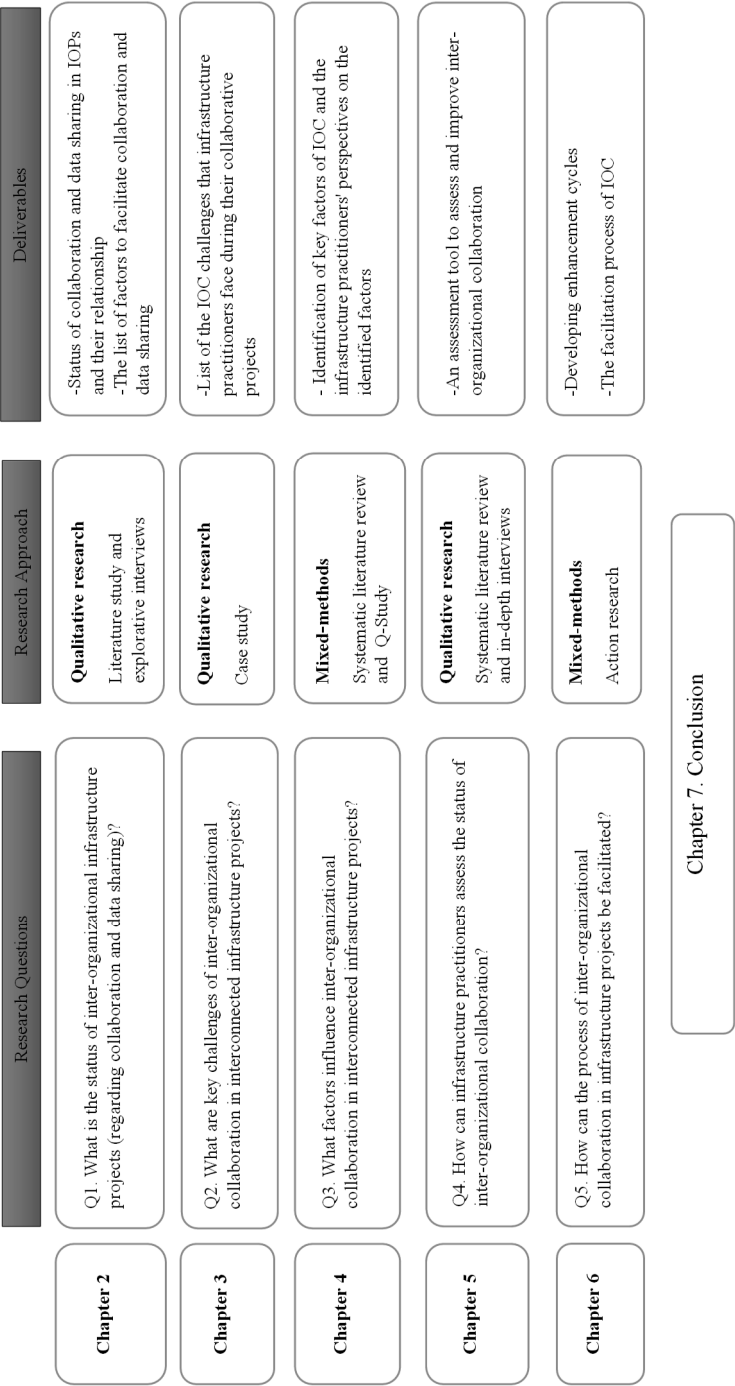 Research Questions
Research Approach
Deliverables
Chapter 2
Q1. What is the status of inter-organizational infrastructure
projects (regarding collaboration and data sharing)?
Qualitative research
Literature study and
explorative interviews
-Status of collaboration and data sharing in IOPs
and their relationship
-The list of factors to facilitate collaboration and
data sharing
Chapter 3
Q2. What are key challenges of inter-organizational
collaboration in interconnected infrastructure projects?
Qualitative research
Case study
-List of the IOC challenges that infrastructure
practitioners face during their collaborative
projects
Chapter 4
Q3. What factors influence inter-organizational
collaboration in interconnected infrastructure projects?
Mixed-methods
Systematic literature review
and Q-Study
- Identification of key factors of IOC and the
infrastructure practitioners' perspectives on the
identified factors
Chapter 5
Q4. How can infrastructure practitioners assess the status of
inter-organizational collaboration?
Qualitative research
Systematic literature review
and in-depth interviews
-An assessment tool to assess and improve inter-
organizational collaboration
Chapter 6
Q5. How can the process of inter-organizational
collaboration in infrastructure projects be facilitated?
Mixed-methods
Action research
-Developing enhancement cycles
-The facilitation process of IOC
Chapter 7. Conclusion